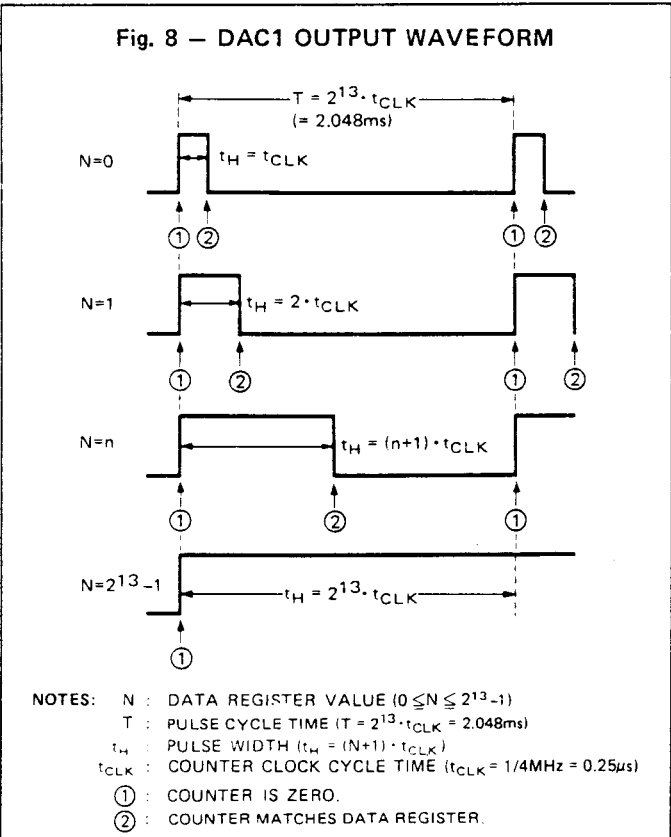 Fig. 8 — DAC1 OUTPUT WAVEFORM
T = 2¹³· tCLK
(= 2.048ms)
N=0
tH = tCLK
① ② ① ②
N=1
tH = 2·tCLK
① ② ① ②
N=n
tH = (n+1)·tCLK
① ② ①
N=2¹³-1
tH = 2¹³· tCLK
①
NOTES: N : DATA REGISTER VALUE (0 ≦N ≦ 2¹³-1)
T : PULSE CYCLE TIME (T = 2¹³·tCLK = 2.048ms)
tH : PULSE WIDTH (tH = (N+1)·tCLK)
tCLK : COUNTER CLOCK CYCLE TIME (tCLK = 1/4MHz = 0.25μs)
① : COUNTER IS ZERO.
② : COUNTER MATCHES DATA REGISTER.